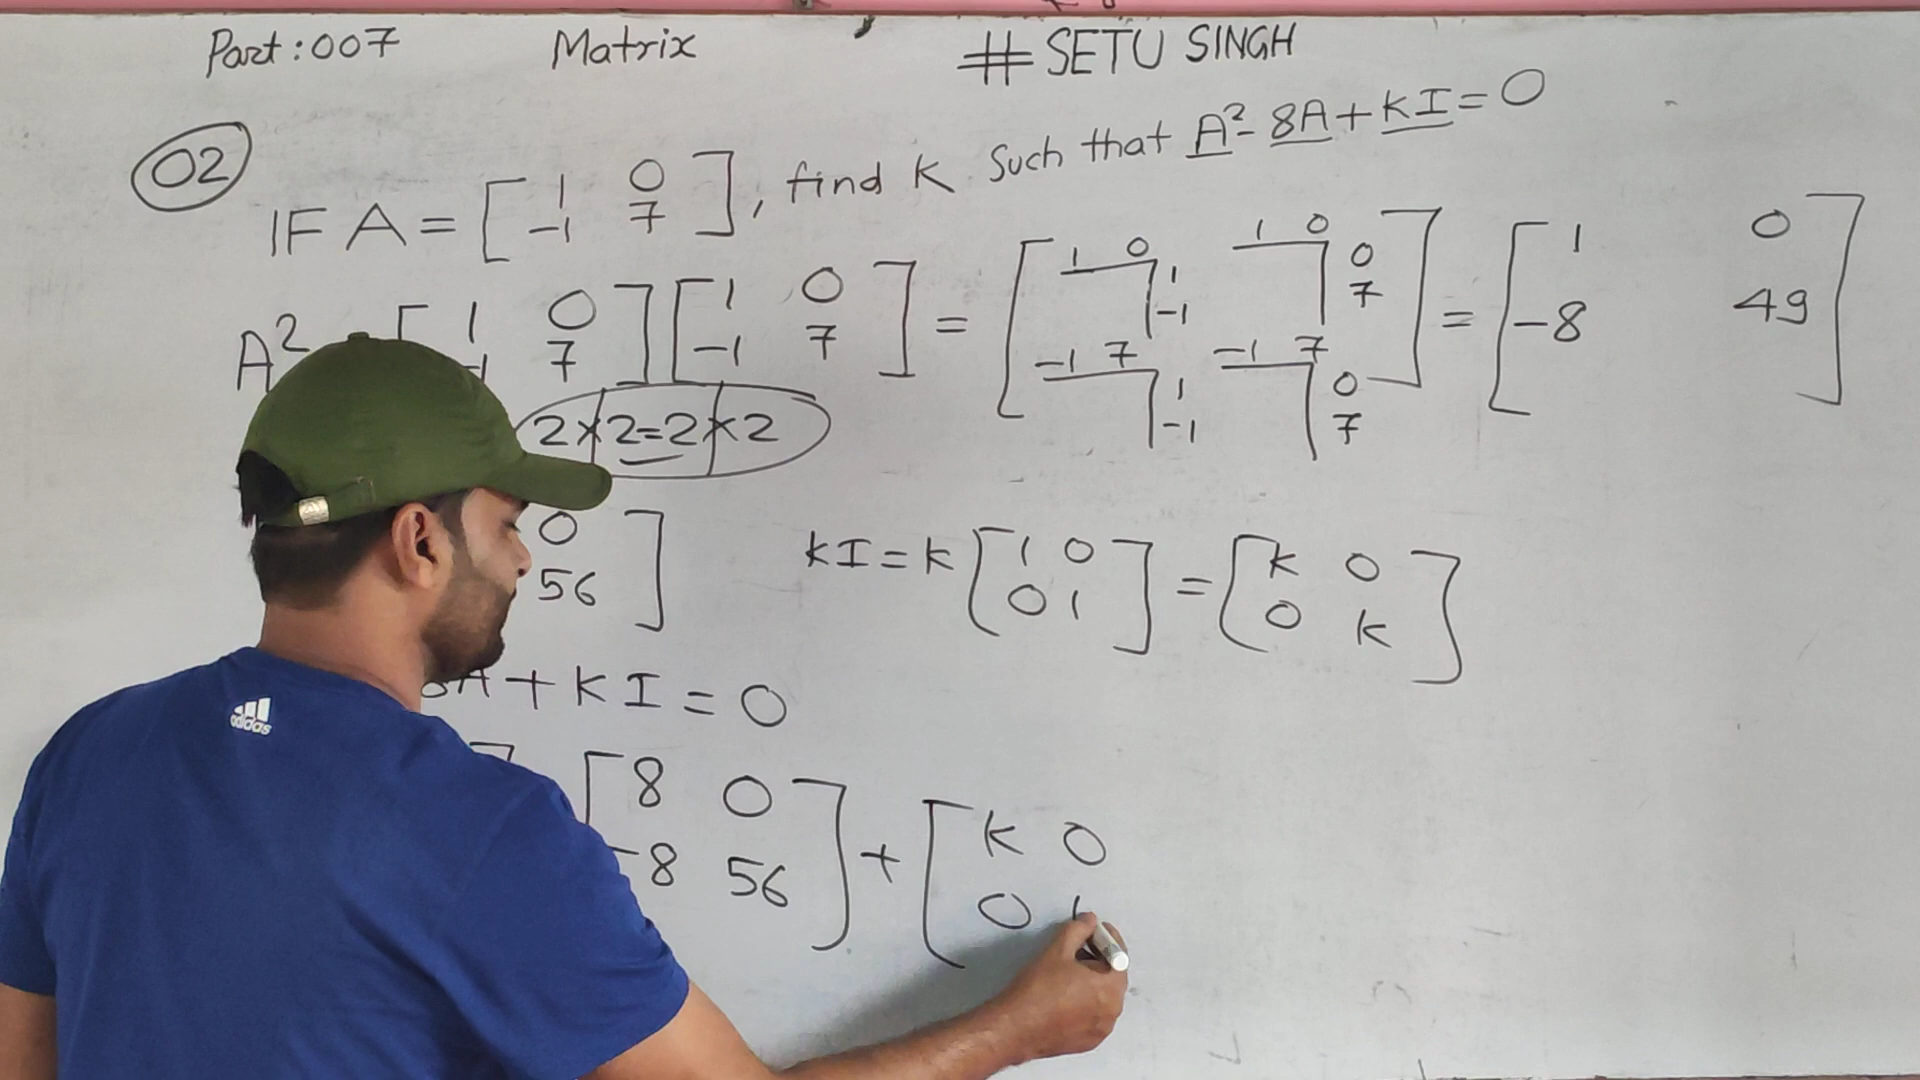 Part:007 Matrix # SETU SINGH
02
IF A = [1 0 -1 7], find K Such that A²- 8A + KI = 0
A² [1 0 7] [1 0 -1 7] = [1 0 1 -1 1 0 0 7 -1 7 1 -1 -1 7 0 7] = [1 0 -8 49]
2×2=2×2
0 56] kI = k [1 0 0 1] = [k 0 0 k]
8A + KI = 0
[8 0 -8 56] + [K 0 0
adidas